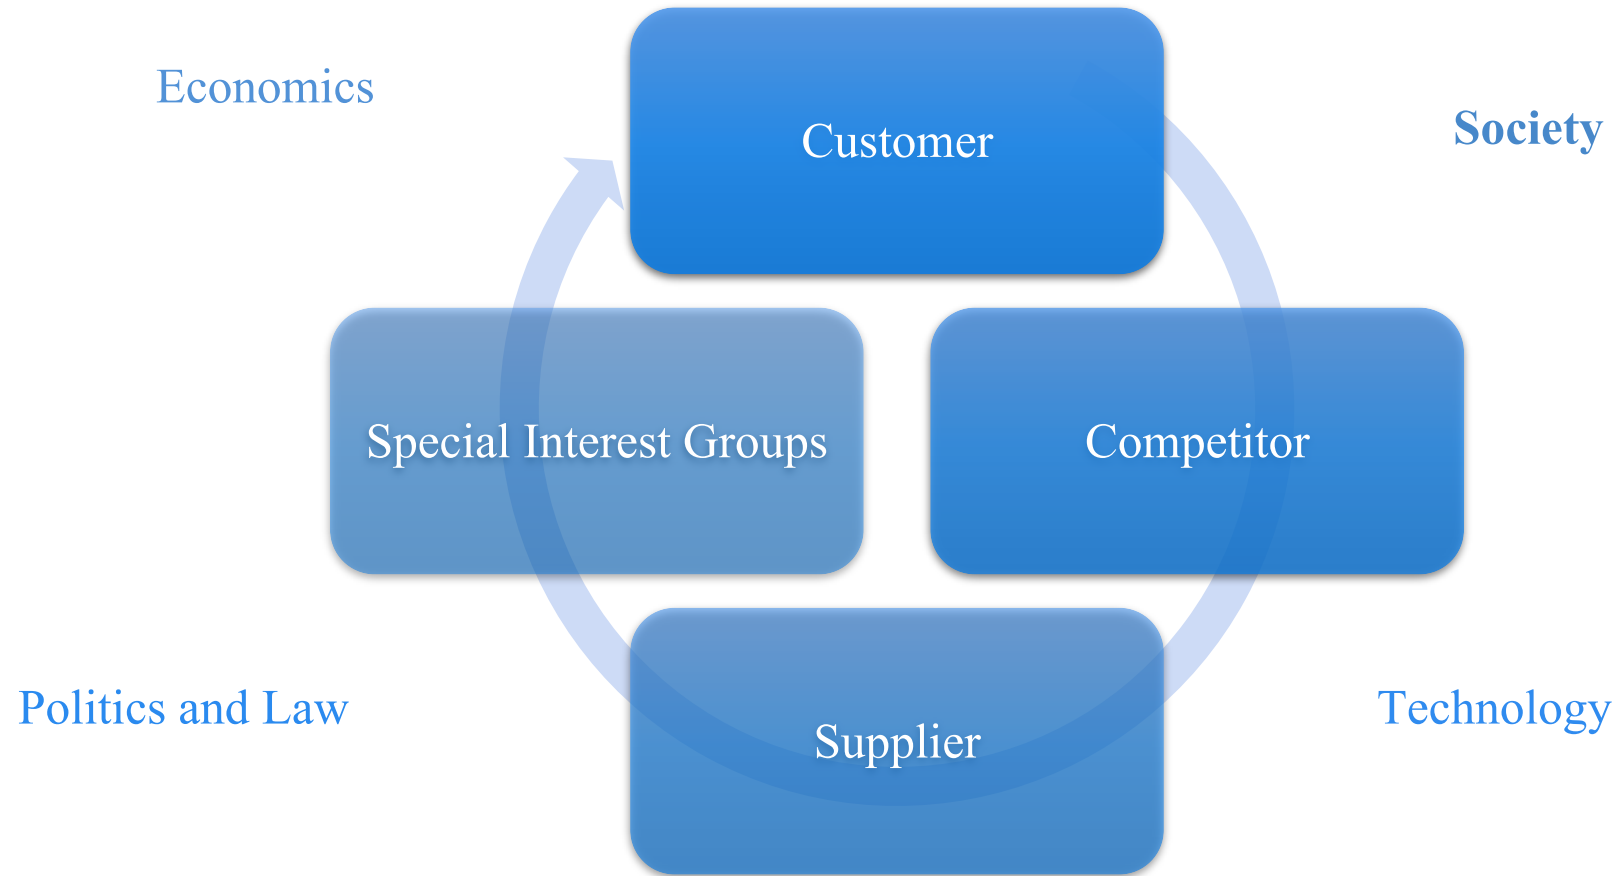 Economics
Customer
Society
Special Interest Groups
Competitor
Politics and Law
Supplier
Technology